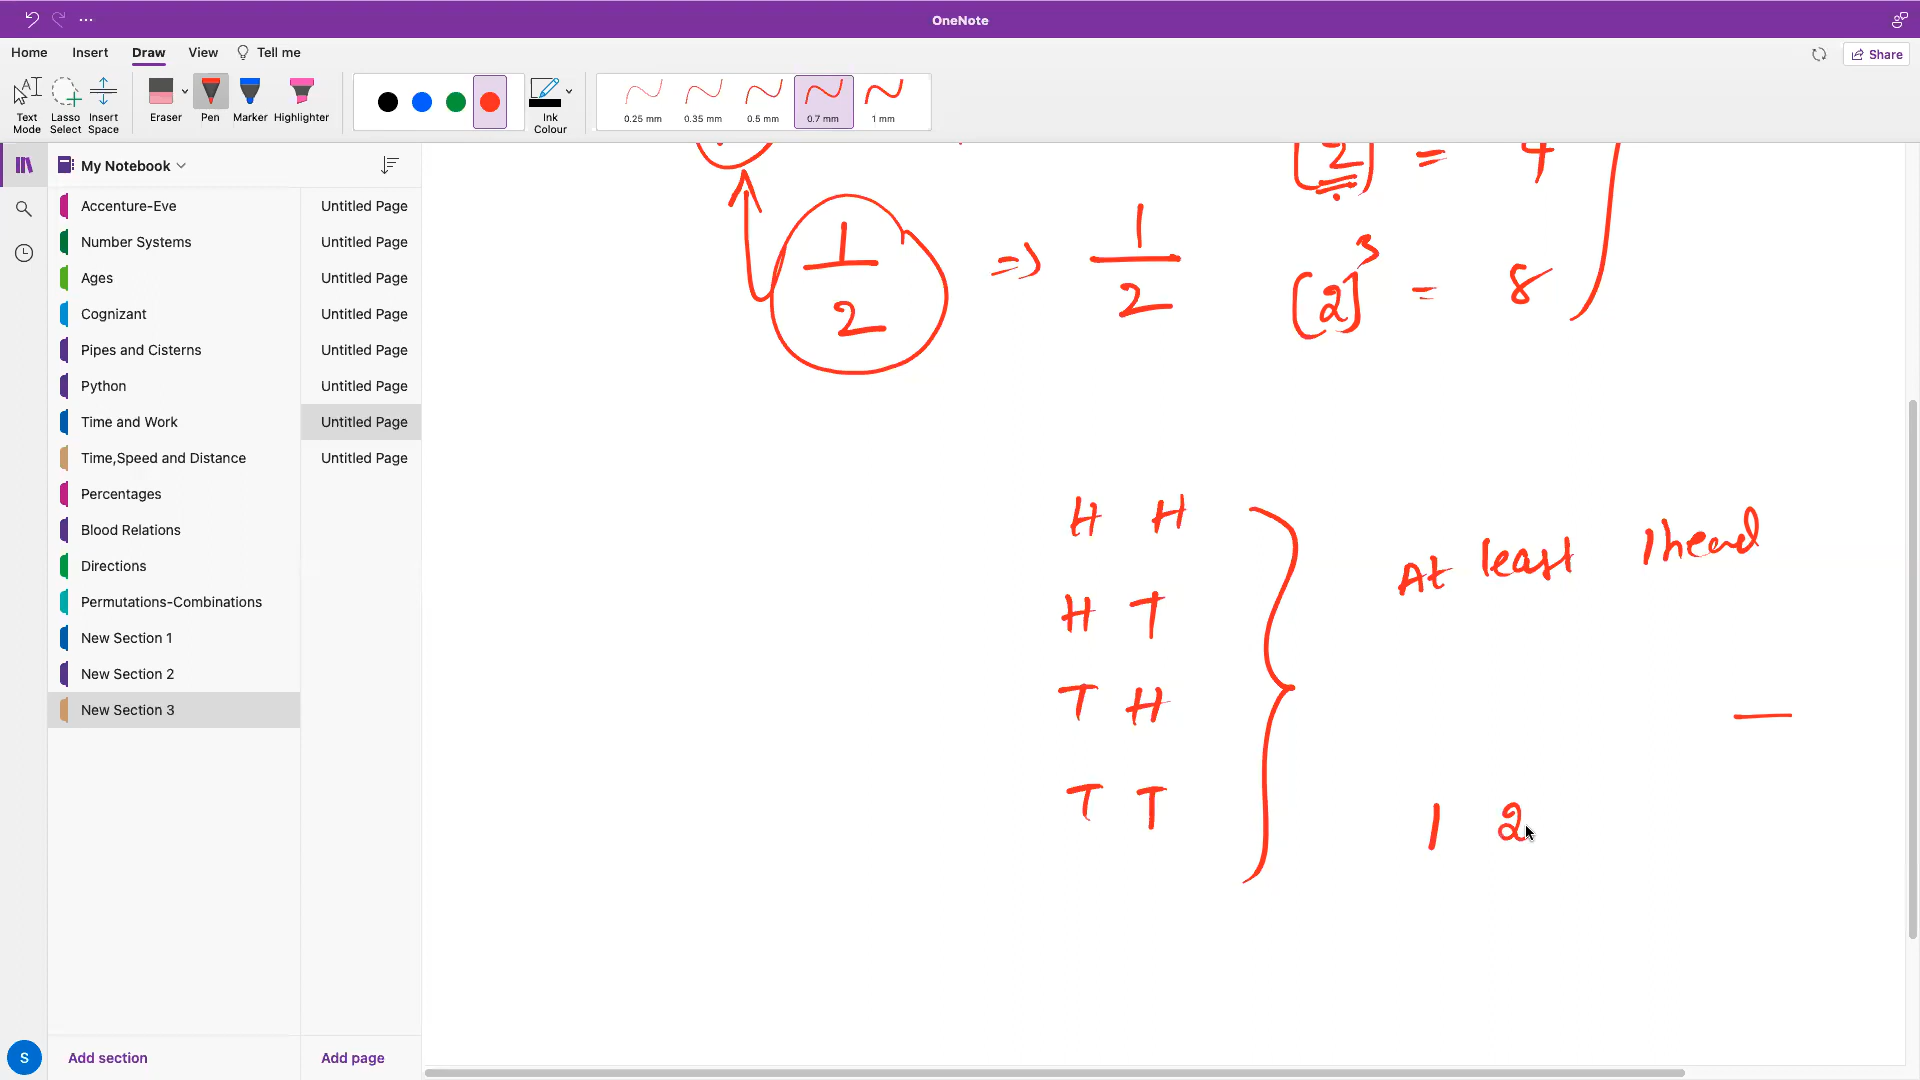 OneNote
Home Insert Draw View Tell me
Share
Text Mode
Lasso Select
Insert Space
Eraser
Pen
Marker
Highlighter
Ink Colour
0.25 mm
0.35 mm
0.5 mm
0.7 mm
1 mm
My Notebook
Accenture-Eve
Number Systems
Ages
Cognizant
Pipes and Cisterns
Python
Time and Work
Time,Speed and Distance
Percentages
Blood Relations
Directions
Permutations-Combinations
New Section 1
New Section 2
New Section 3
Untitled Page
Untitled Page
Untitled Page
Untitled Page
Untitled Page
Untitled Page
Untitled Page
Untitled Page
S
Add section
Add page
[2] = 4
1/2 => 1/2
[2]³ = 8
H H
H T
T H
T T
At least 1 head
1 2